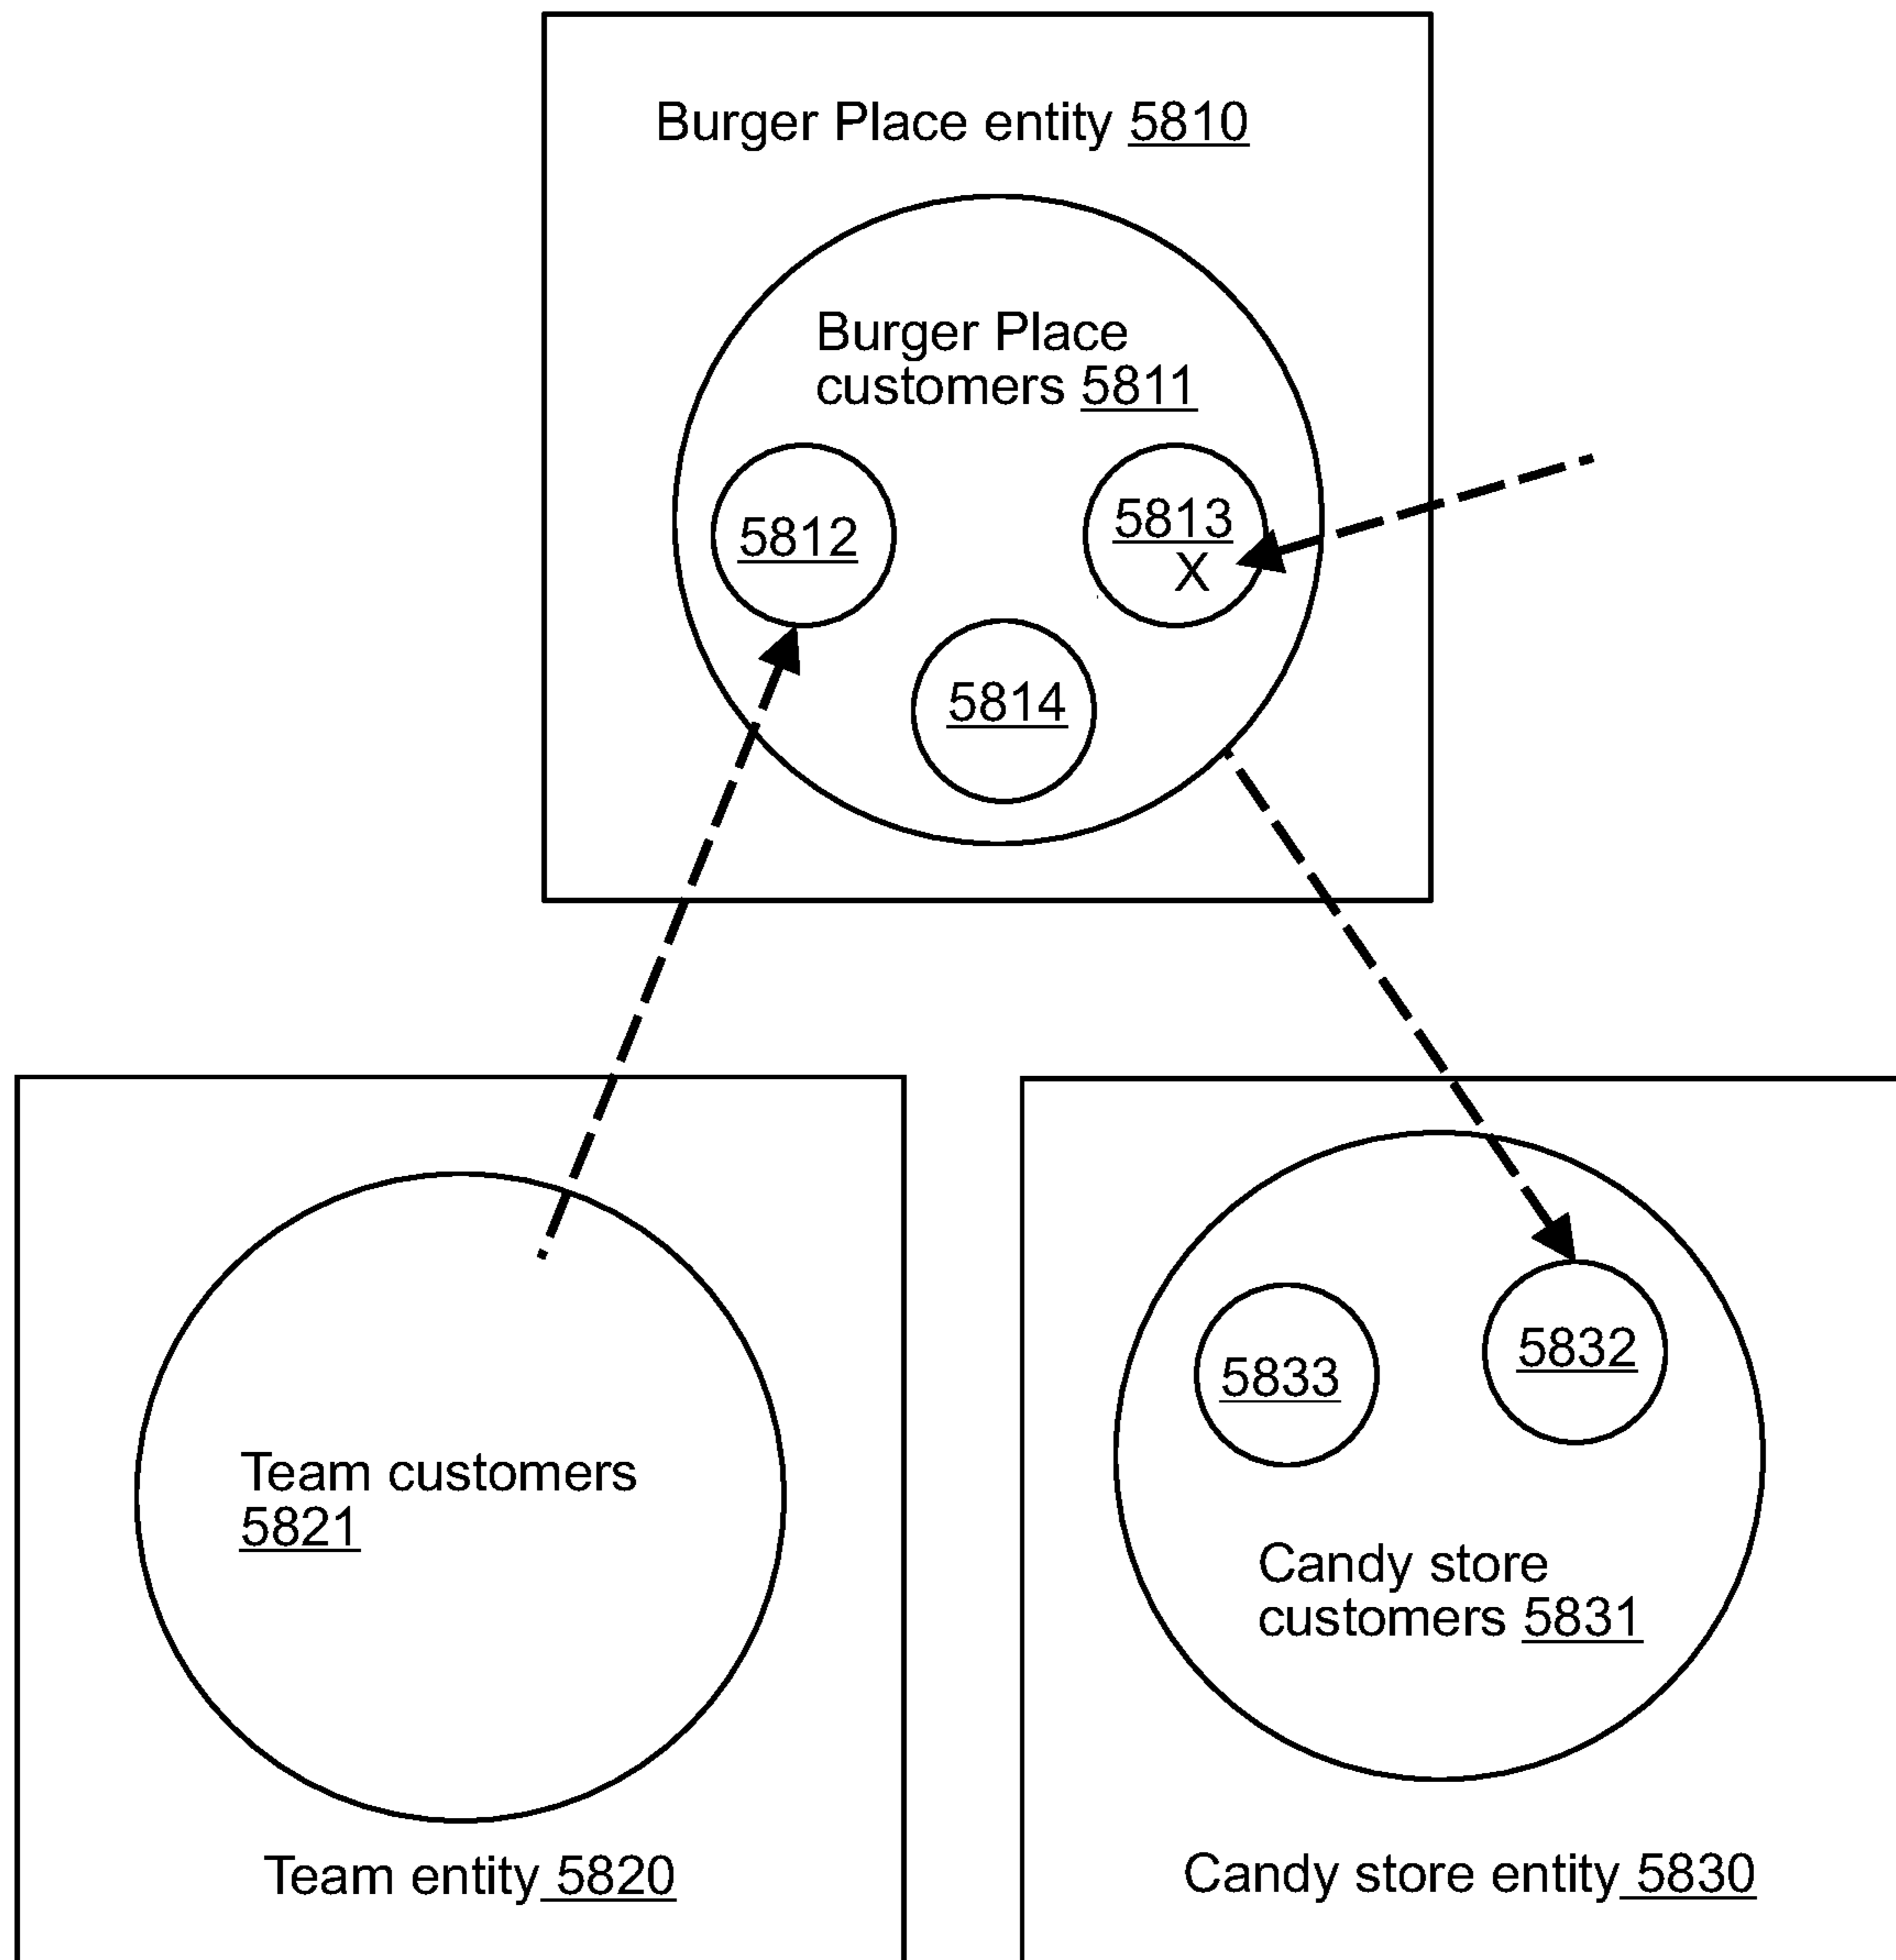 Burger Place entity 5810
Burger Place
customers 5811
5812
5813
X
5814
Team customers
5821
Team entity 5820
5833
5832
Candy store
customers 5831
Candy store entity 5830